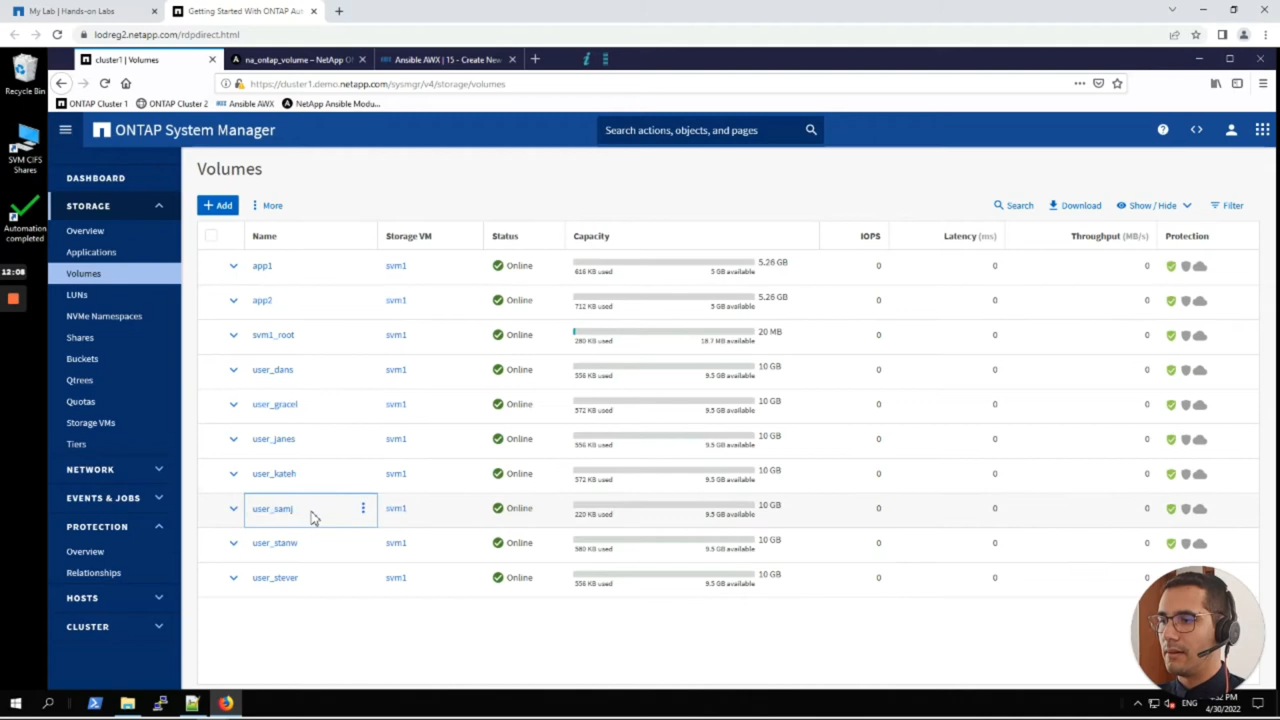 My Lab | Hands-on Labs
Getting Started With ONTAP Aut
lodreg2.netapp.com/rdpdirect.html
Recycle Bin
SVM CIFS
Shares
Automation
completed
12:08
cluster1 | Volumes
na_ontap_volume – NetApp O
Ansible AWX | 15 - Create New
https://cluster1.demo.netapp.com/sysmgr/v4/storage/volumes
ONTAP Cluster 1
ONTAP Cluster 2
Ansible AWX
NetApp Ansible Modu...
ONTAP System Manager
Search actions, objects, and pages
DASHBOARD
STORAGE
Overview
Applications
Volumes
LUNs
NVMe Namespaces
Shares
Buckets
Qtrees
Quotas
Storage VMs
Tiers
NETWORK
EVENTS & JOBS
PROTECTION
Overview
Relationships
HOSTS
CLUSTER
Volumes
+ Add
More
Search
Download
Show / Hide
Filter
Name Storage VM Status Capacity IOPS Latency (ms) Throughput (MB/s) Protection
app1 svm1 Online 5.26 GB 0 0 0
616 KB used 5 GB available
app2 svm1 Online 5.26 GB 0 0 0
712 KB used 5 GB available
svm1_root svm1 Online 20 MB 0 0 0
280 KB used 18.7 MB available
user_dans svm1 Online 10 GB 0 0 0
556 KB used 9.5 GB available
user_gracel svm1 Online 10 GB 0 0 0
572 KB used 9.5 GB available
user_janes svm1 Online 10 GB 0 0 0
556 KB used 9.5 GB available
user_kateh svm1 Online 10 GB 0 0 0
572 KB used 9.5 GB available
user_samj svm1 Online 10 GB 0 0 0
220 KB used 9.5 GB available
user_stanw svm1 Online 10 GB 0 0 0
580 KB used 9.5 GB available
user_stever svm1 Online 10 GB 0 0
556 KB used 9.5 GB available
ENG
PM
4/30/2022